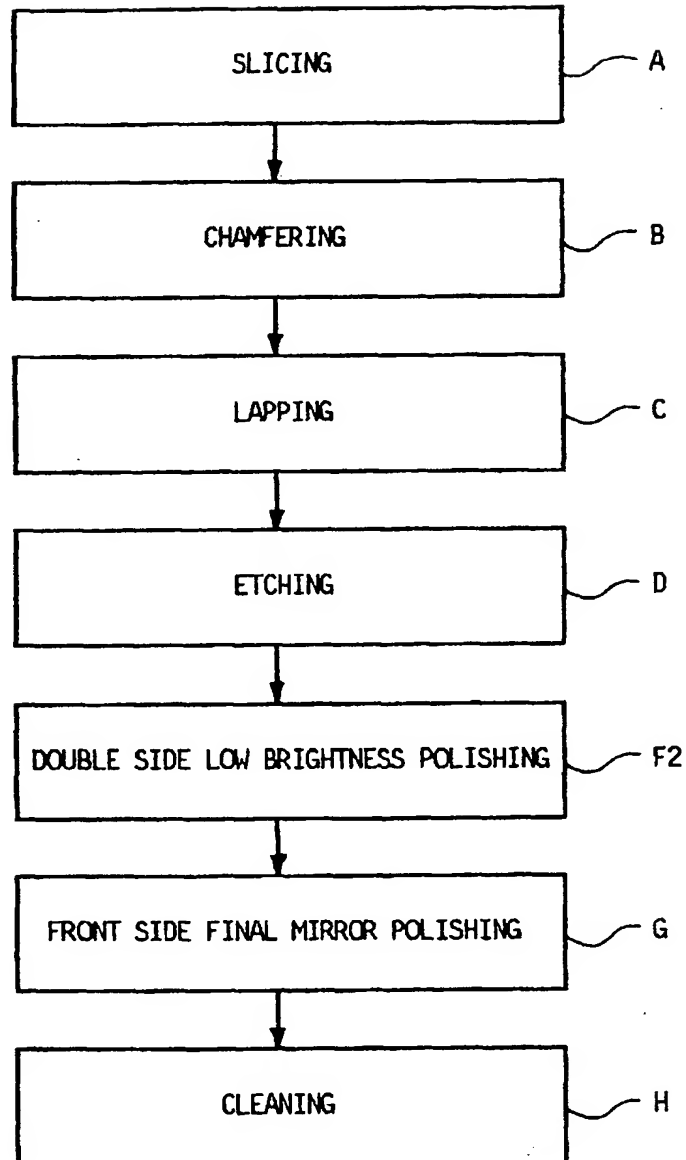 SLICING A
CHAMFERING B
LAPPING C
ETCHING D
DOUBLE SIDE LOW BRIGHTNESS POLISHING F2
FRONT SIDE FINAL MIRROR POLISHING G
CLEANING H